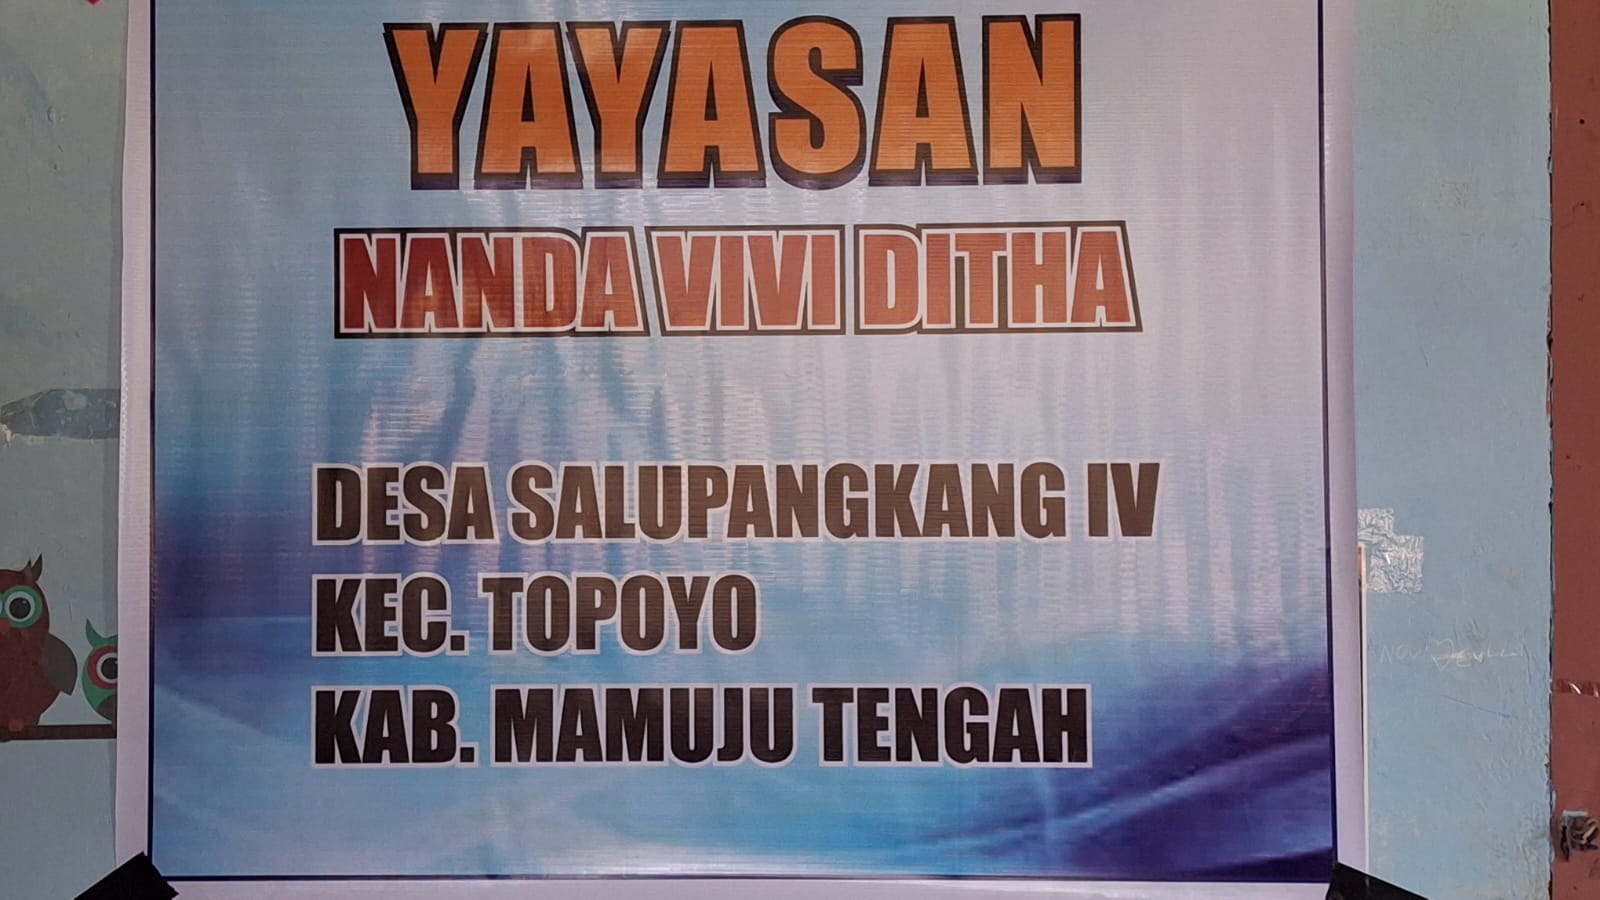 YAYASAN
NANDA VIVI DITHA
DESA SALUPANGKANG IV
KEC. TOPOYO
KAB. MAMUJU TENGAH